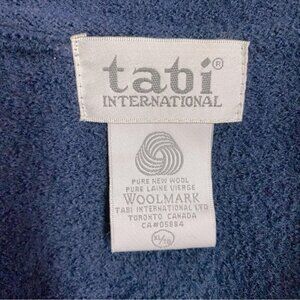 tabi®
INTERNATIONAL
PURE NEW WOOL
PURE LAINE VIERGE
WOOLMARK
TABI INTERNATIONAL LTD
TORONTO CANADA
CA#05884